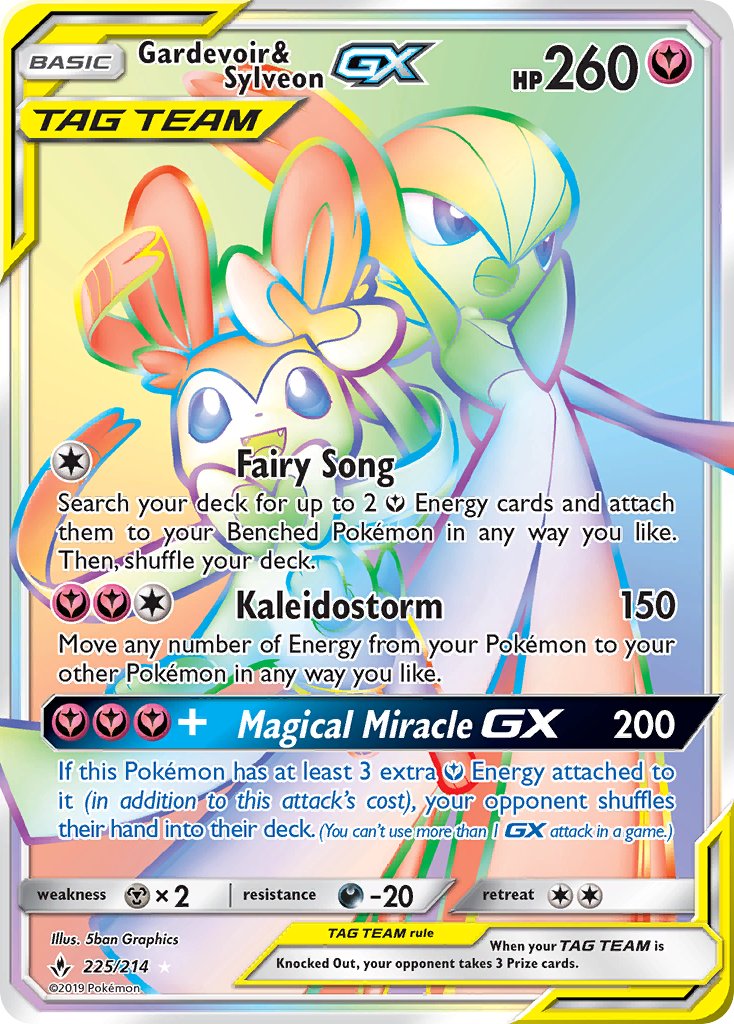 BASIC
Gardevoir&
Sylveon GX
HP260
TAG TEAM
Fairy Song
Search your deck for up to 2 Energy cards and attach
them to your Benched Pokémon in any way you like.
Then, shuffle your deck.
Kaleidostorm 150
Move any number of Energy from your Pokémon to your
other Pokémon in any way you like.
+ Magical Miracle GX 200
If this Pokémon has at least 3 extra Energy attached to
it (in addition to this attack's cost), your opponent shuffles
their hand into their deck. (You can't use more than 1 GX attack in a game.)
weakness ×2 resistance -20 retreat
Illus. 5ban Graphics
TAG TEAM rule
When your TAG TEAM is
Knocked Out, your opponent takes 3 Prize cards.
225/214
©2019 Pokémon